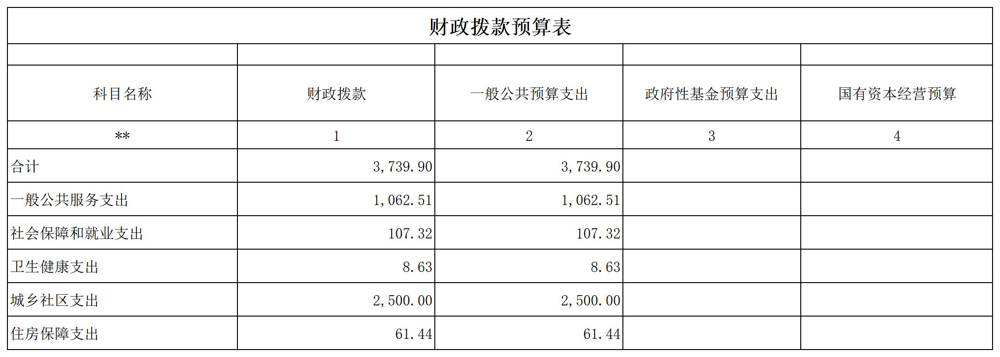 财政拨款预算表
科目名称 财政拨款 一般公共预算支出 政府性基金预算支出 国有资本经营预算
** 1 2 3 4
合计 3,739.90 3,739.90
一般公共服务支出 1,062.51 1,062.51
社会保障和就业支出 107.32 107.32
卫生健康支出 8.63 8.63
城乡社区支出 2,500.00 2,500.00
住房保障支出 61.44 61.44